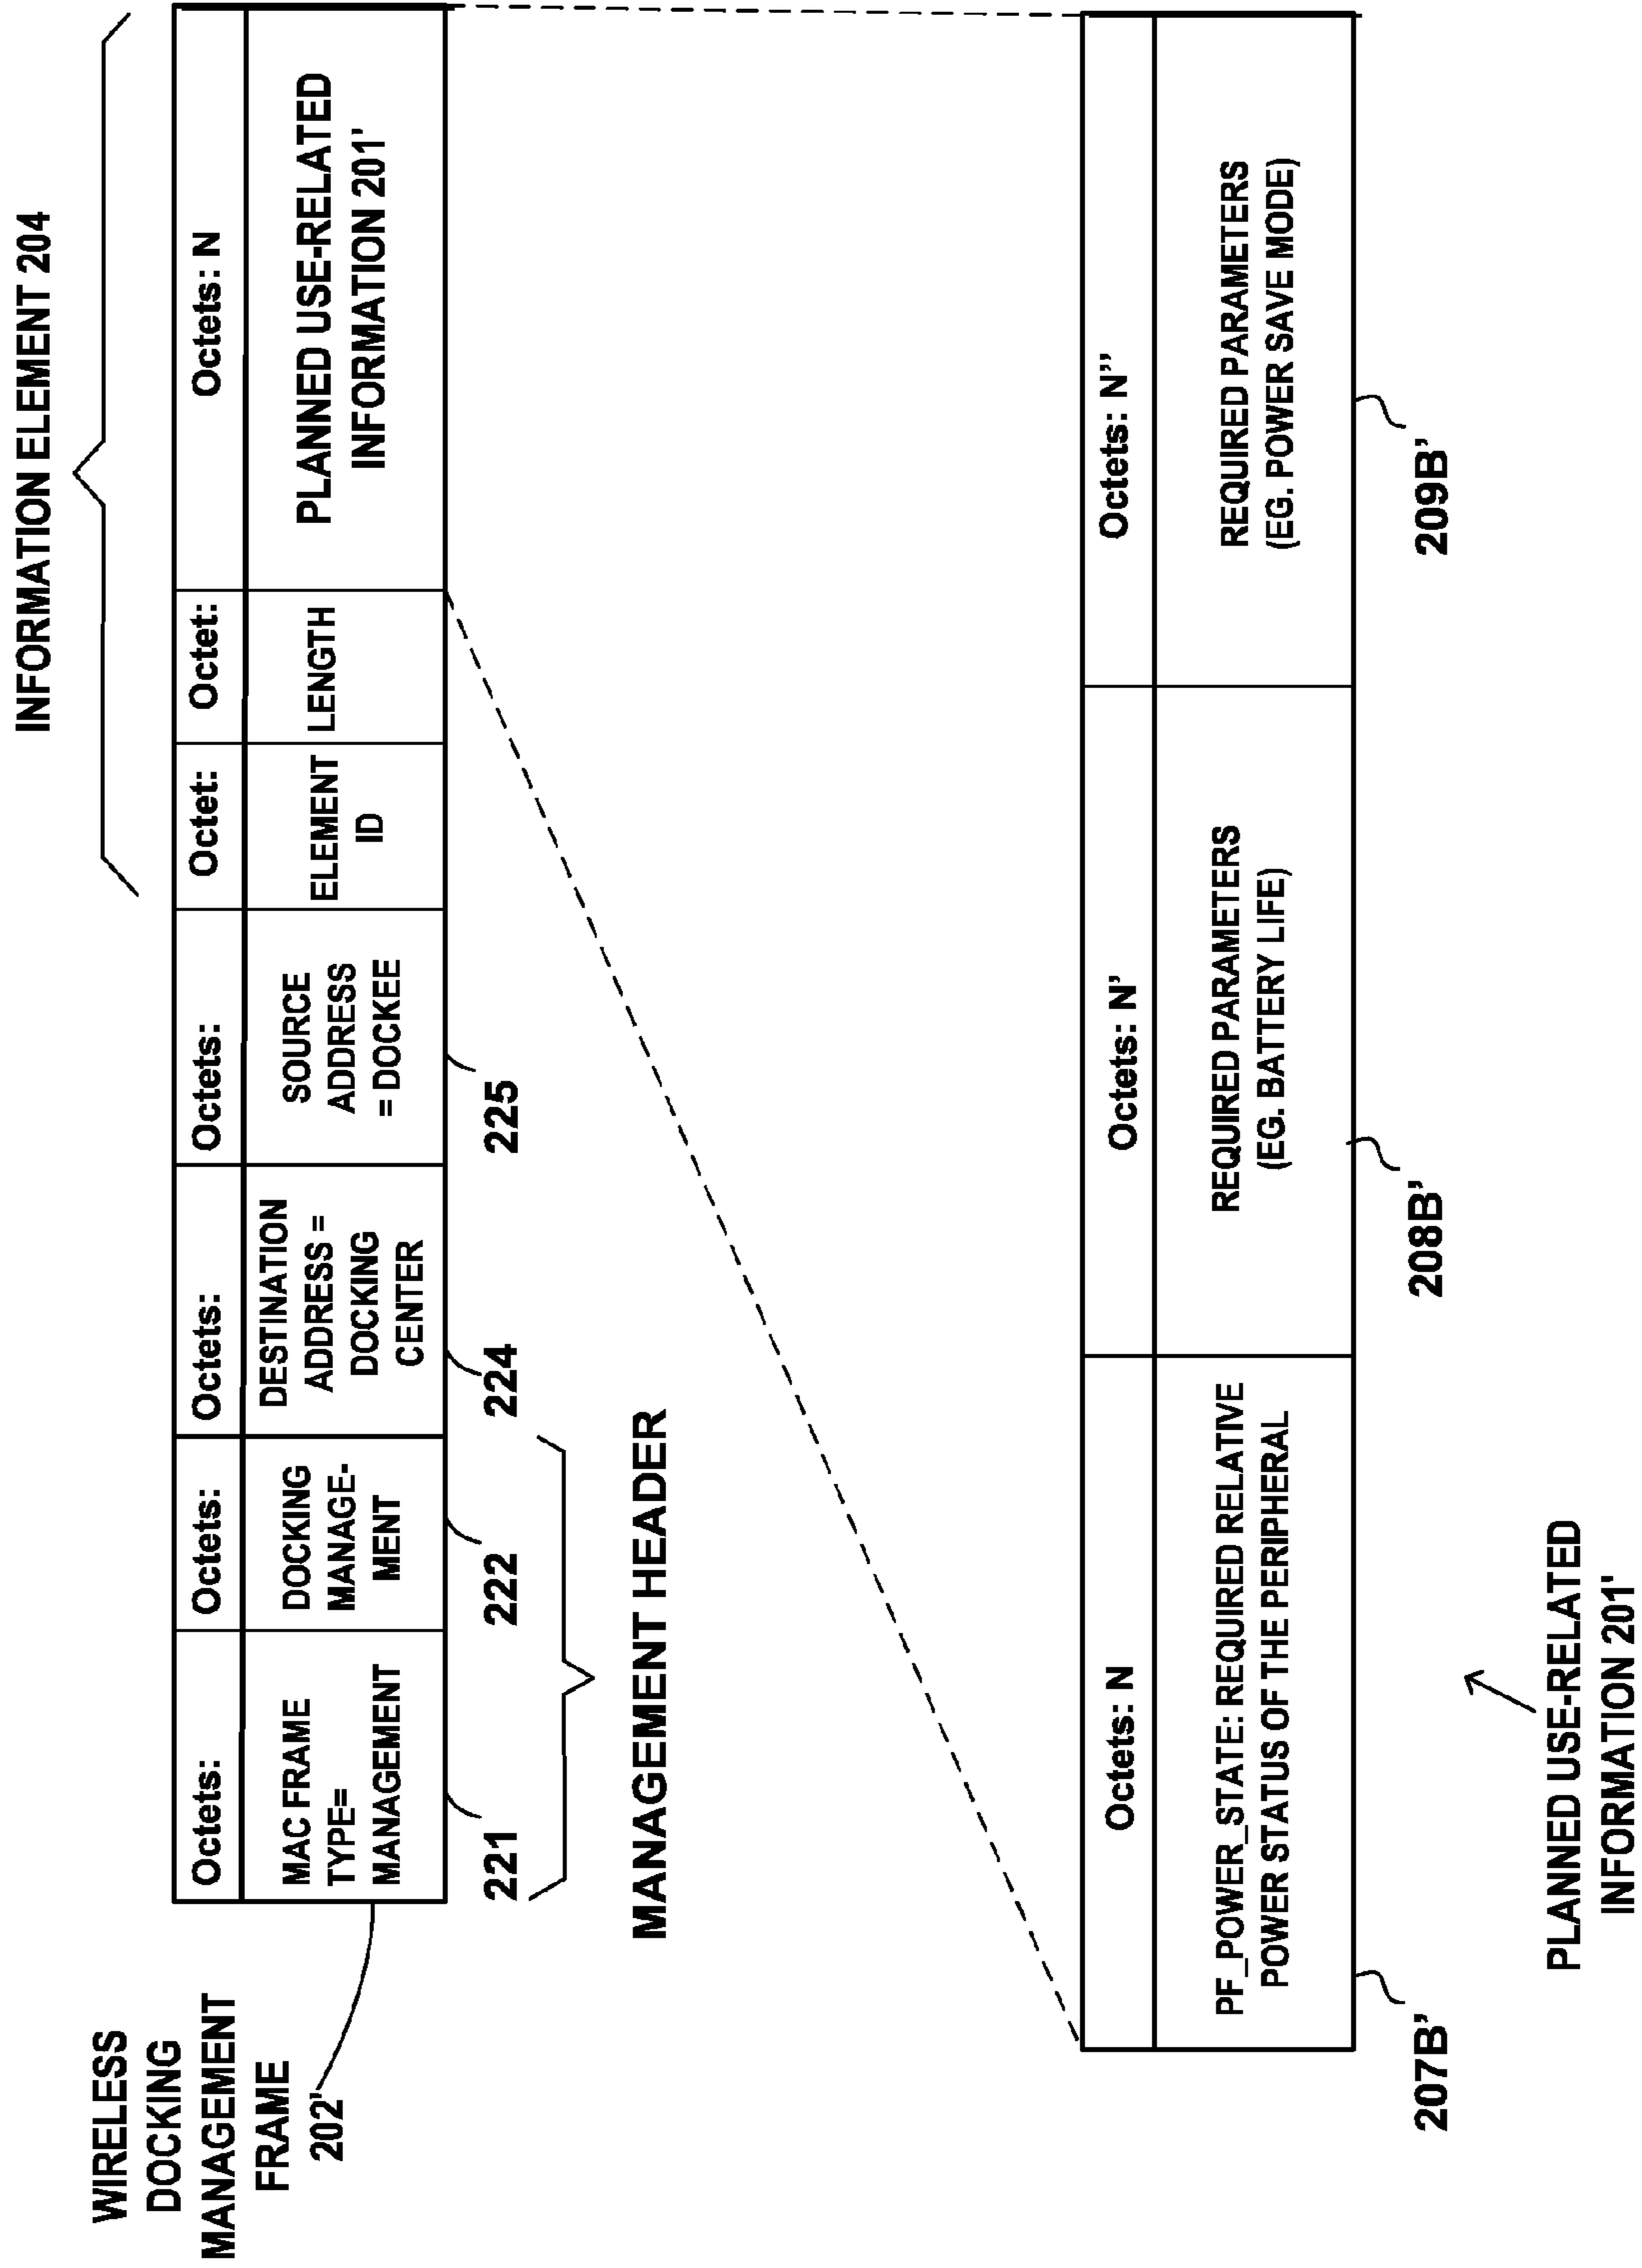 INFORMATION ELEMENT 204
WIRELESS
DOCKING
MANAGEMENT
FRAME
202'
Octets:
Octets:
Octets:
Octets:
Octet:
Octet:
Octets: N
MAC FRAME
TYPE=
MANAGEMENT
DOCKING
MANAGE-
MENT
DESTINATION
ADDRESS =
DOCKING
CENTER
SOURCE
ADDRESS
= DOCKEE
ELEMENT
ID
LENGTH
PLANNED USE-RELATED
INFORMATION 201'
221
222
224
225
MANAGEMENT HEADER
Octets: N
Octets: N'
Octets: N''
PF_POWER_STATE: REQUIRED RELATIVE
POWER STATUS OF THE PERIPHERAL
REQUIRED PARAMETERS
(EG. BATTERY LIFE)
REQUIRED PARAMETERS
(EG. POWER SAVE MODE)
207B'
208B'
209B'
PLANNED USE-RELATED
INFORMATION 201'